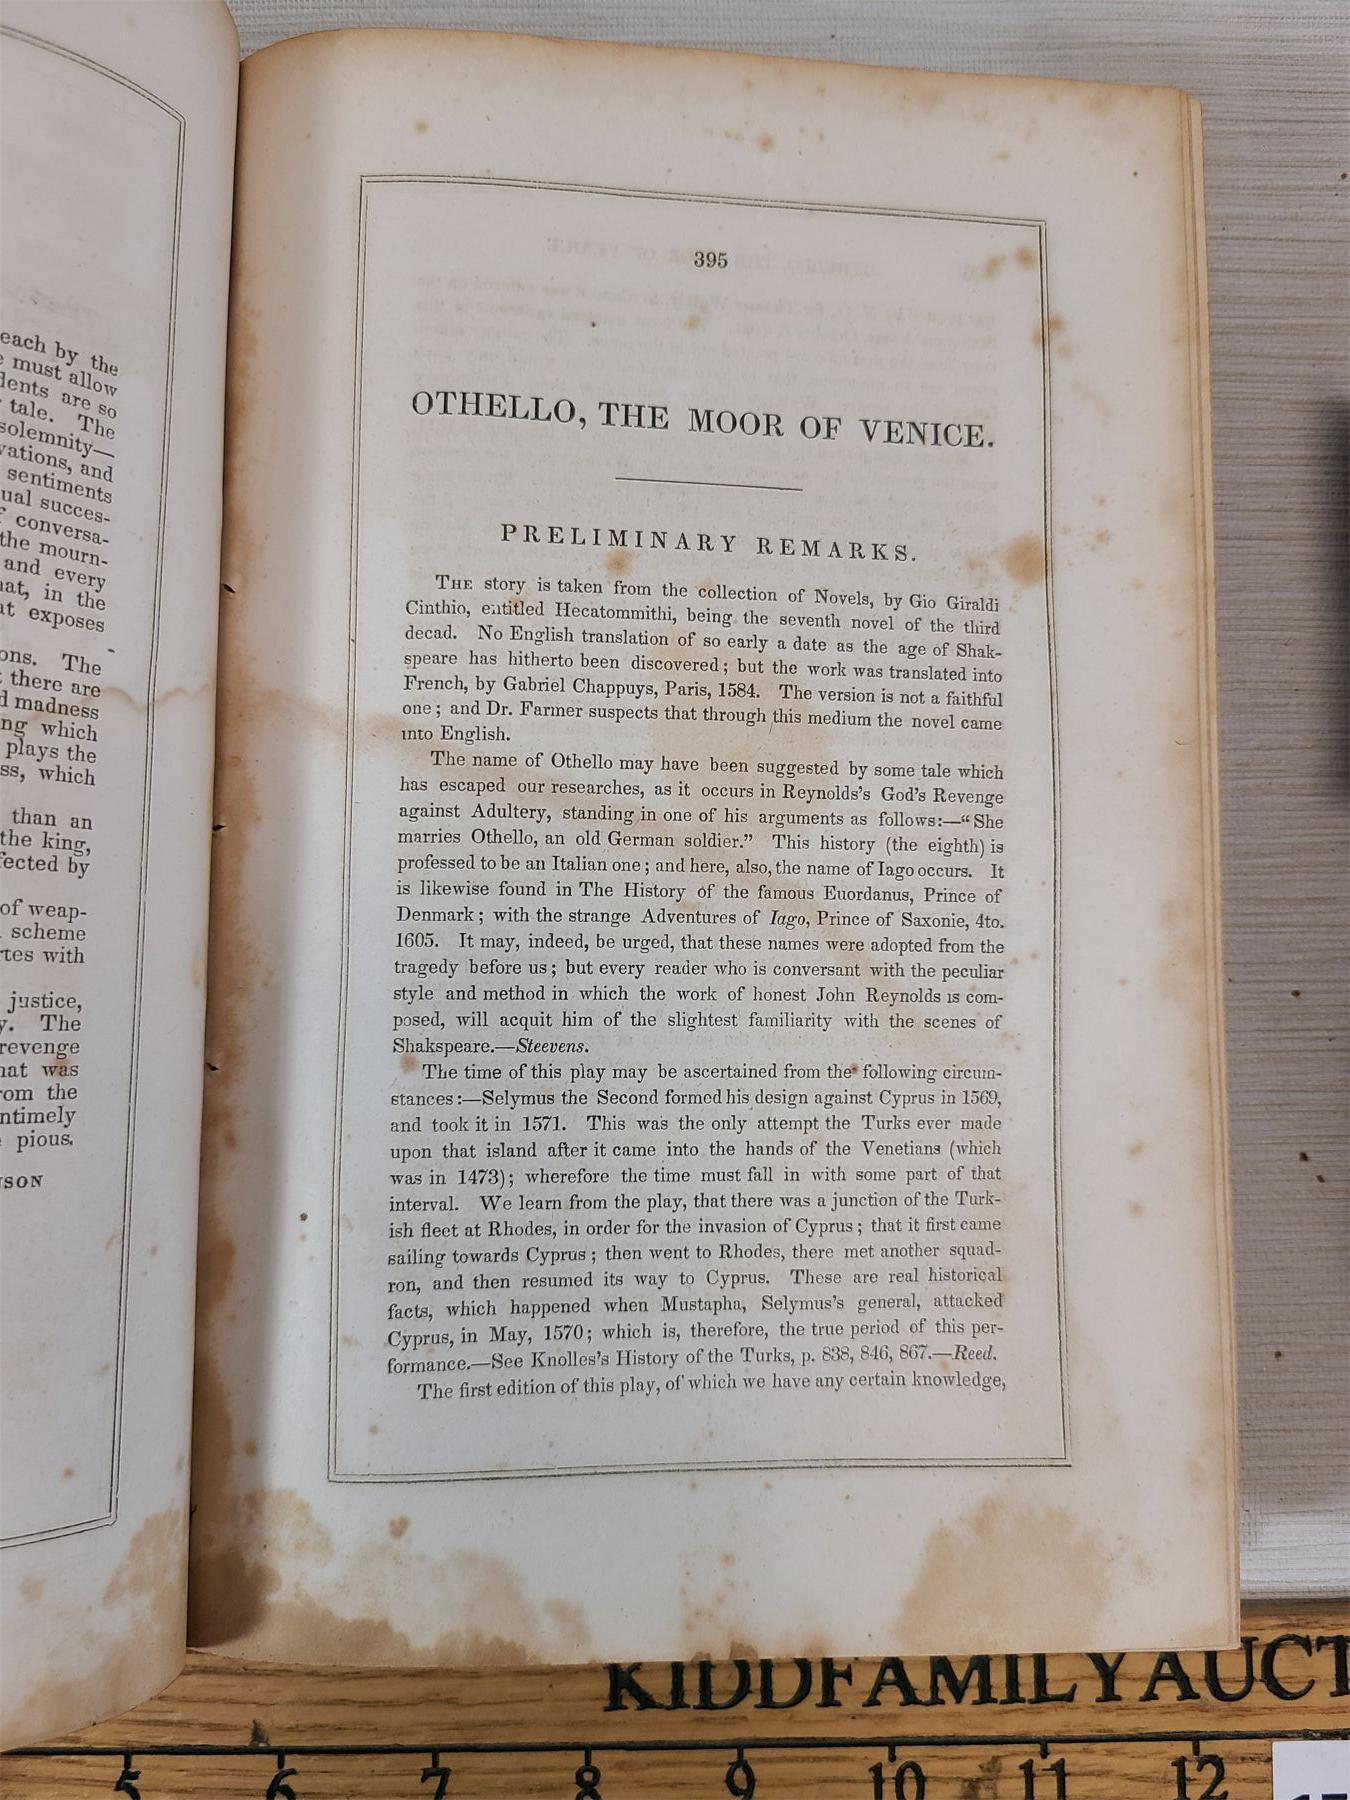 each by the
must allow
dents are so
tale. The
solemnity—
vations, and
sentiments
ual succes-
conversa-
the mourn-
and every
hat, in the
at exposes
ons. The
there are
d madness
ng which
plays the
ss, which
than an
the king,
fected by
of weap-
scheme
rtes with
justice,
y. The
revenge
hat was
rom the
ntimely
pious.
NSON
395
OTHELLO, THE MOOR OF VENICE.
PRELIMINARY REMARKS.
THE story is taken from the collection of Novels, by Gio Giraldi
Cinthio, entitled Hecatommithi, being the seventh novel of the third
decad. No English translation of so early a date as the age of Shak-
speare has hitherto been discovered; but the work was translated into
French, by Gabriel Chappuys, Paris, 1584. The version is not a faithful
one; and Dr. Farmer suspects that through this medium the novel came
into English.
The name of Othello may have been suggested by some tale which
has escaped our researches, as it occurs in Reynolds's God's Revenge
against Adultery, standing in one of his arguments as follows:—“She
marries Othello, an old German soldier.” This history (the eighth) is
professed to be an Italian one; and here, also, the name of Iago occurs. It
is likewise found in The History of the famous Euordanus, Prince of
Denmark; with the strange Adventures of Iago, Prince of Saxonie, 4to.
1605. It may, indeed, be urged, that these names were adopted from the
tragedy before us; but every reader who is conversant with the peculiar
style and method in which the work of honest John Reynolds is com-
posed, will acquit him of the slightest familiarity with the scenes of
Shakspeare.—Steevens.
The time of this play may be ascertained from the following circum-
stances:—Selymus the Second formed his design against Cyprus in 1569,
and took it in 1571. This was the only attempt the Turks ever made
upon that island after it came into the hands of the Venetians (which
was in 1473); wherefore the time must fall in with some part of that
interval. We learn from the play, that there was a junction of the Turk-
ish fleet at Rhodes, in order for the invasion of Cyprus; that it first came
sailing towards Cyprus; then went to Rhodes, there met another squad-
ron, and then resumed its way to Cyprus. These are real historical
facts, which happened when Mustapha, Selymus's general, attacked
Cyprus, in May, 1570; which is, therefore, the true period of this per-
formance.—See Knolles's History of the Turks, p. 838, 846, 867.—Reed.
The first edition of this play, of which we have any certain knowledge,
KIDDFAMILYAUCT
5 6 7 8 9 10 11 12